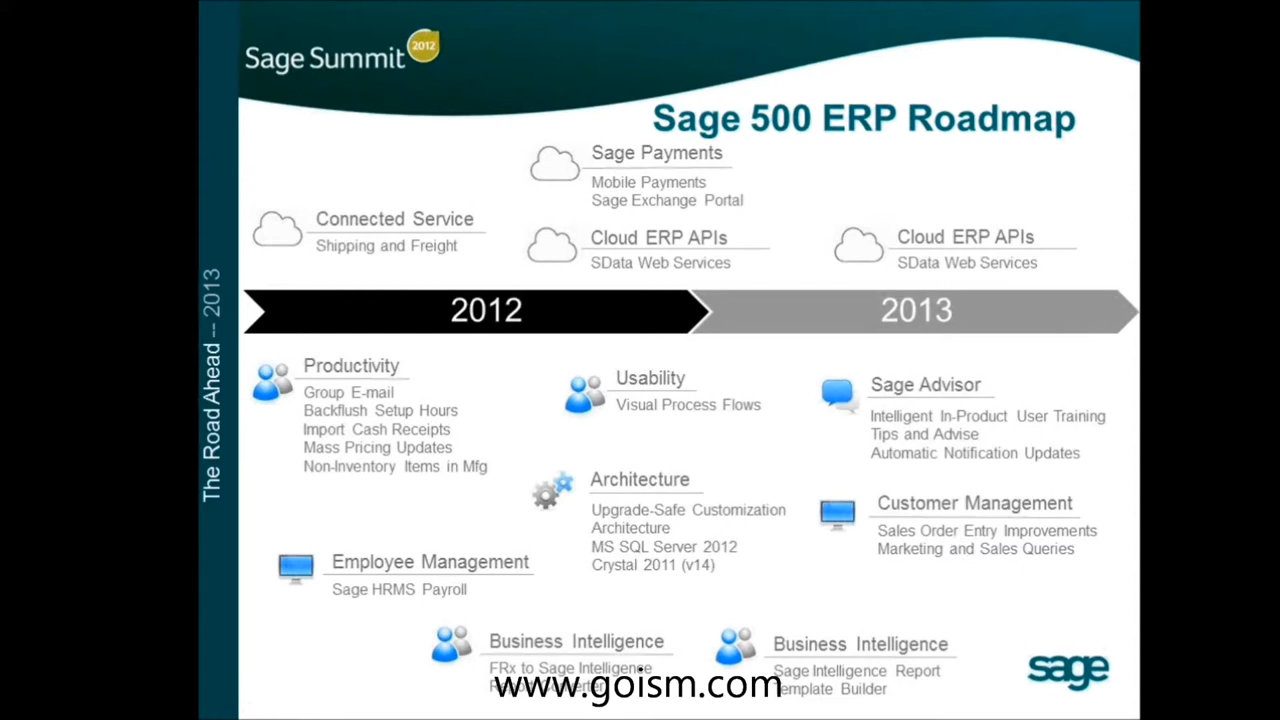 Sage Summit 2012
Sage 500 ERP Roadmap
The Road Ahead -- 2013
Sage Payments
Mobile Payments
Sage Exchange Portal
Connected Service
Shipping and Freight
Cloud ERP APIs
SData Web Services
Cloud ERP APIs
SData Web Services
2012
2013
Productivity
Group E-mail
Backflush Setup Hours
Import Cash Receipts
Mass Pricing Updates
Non-Inventory Items in Mfg
Usability
Visual Process Flows
Sage Advisor
Intelligent In-Product User Training
Tips and Advise
Automatic Notification Updates
Architecture
Upgrade-Safe Customization
Architecture
MS SQL Server 2012
Crystal 2011 (v14)
Customer Management
Sales Order Entry Improvements
Marketing and Sales Queries
Employee Management
Sage HRMS Payroll
Business Intelligence
FRx to Sage Intelligence
Business Intelligence
Sage Intelligence Report
Template Builder
sage
www.goism.com